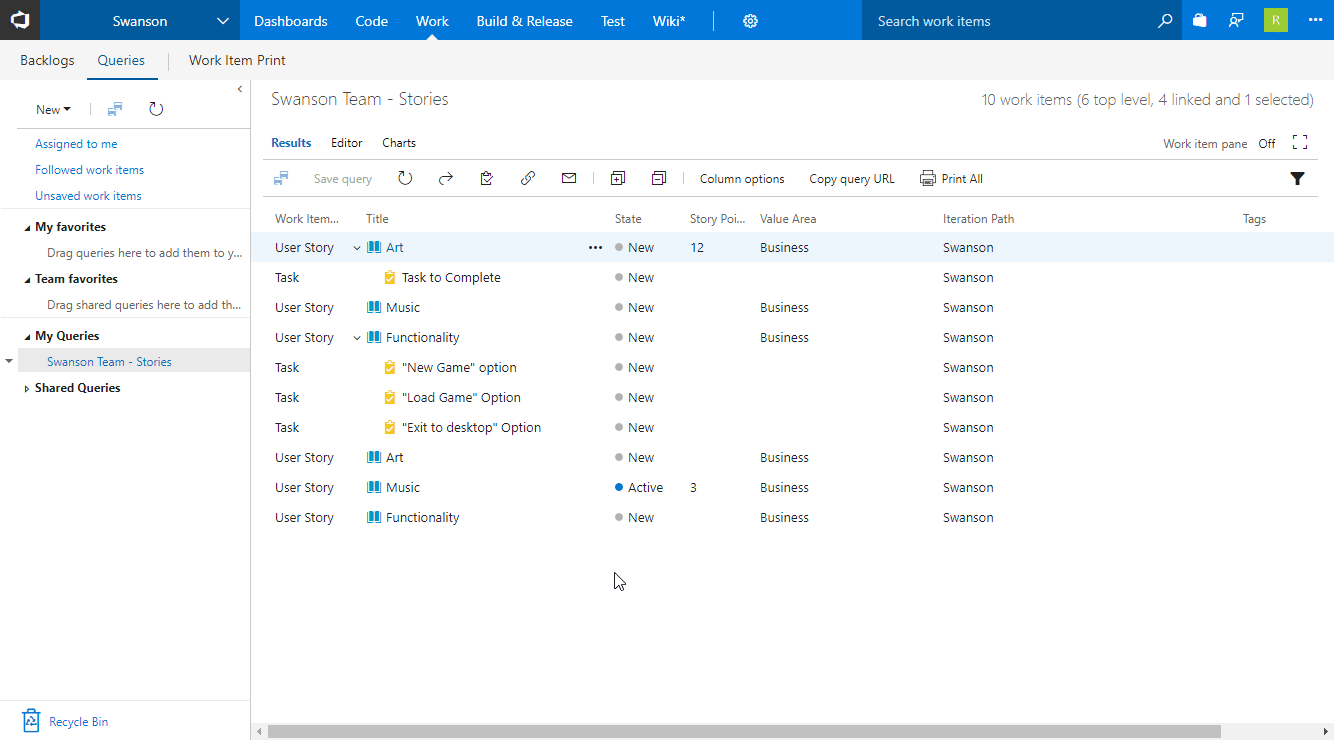 Swanson Dashboards Code Work Build & Release Test Wiki* Search work items R
Backlogs Queries Work Item Print
New
Assigned to me
Followed work items
Unsaved work items
My favorites
Drag queries here to add them to y...
Team favorites
Drag shared queries here to add th...
My Queries
Swanson Team - Stories
Shared Queries
Recycle Bin
Swanson Team - Stories 10 work items (6 top level, 4 linked and 1 selected)
Results Editor Charts Work item pane Off
Save query Column options Copy query URL Print All
Work Item... Title State Story Poi... Value Area Iteration Path Tags
User Story Art ••• New 12 Business Swanson
Task Task to Complete New Swanson
User Story Music New Business Swanson
User Story Functionality New Business Swanson
Task "New Game" option New Swanson
Task "Load Game" Option New Swanson
Task "Exit to desktop" Option New Swanson
User Story Art New Business Swanson
User Story Music Active 3 Business Swanson
User Story Functionality New Business Swanson